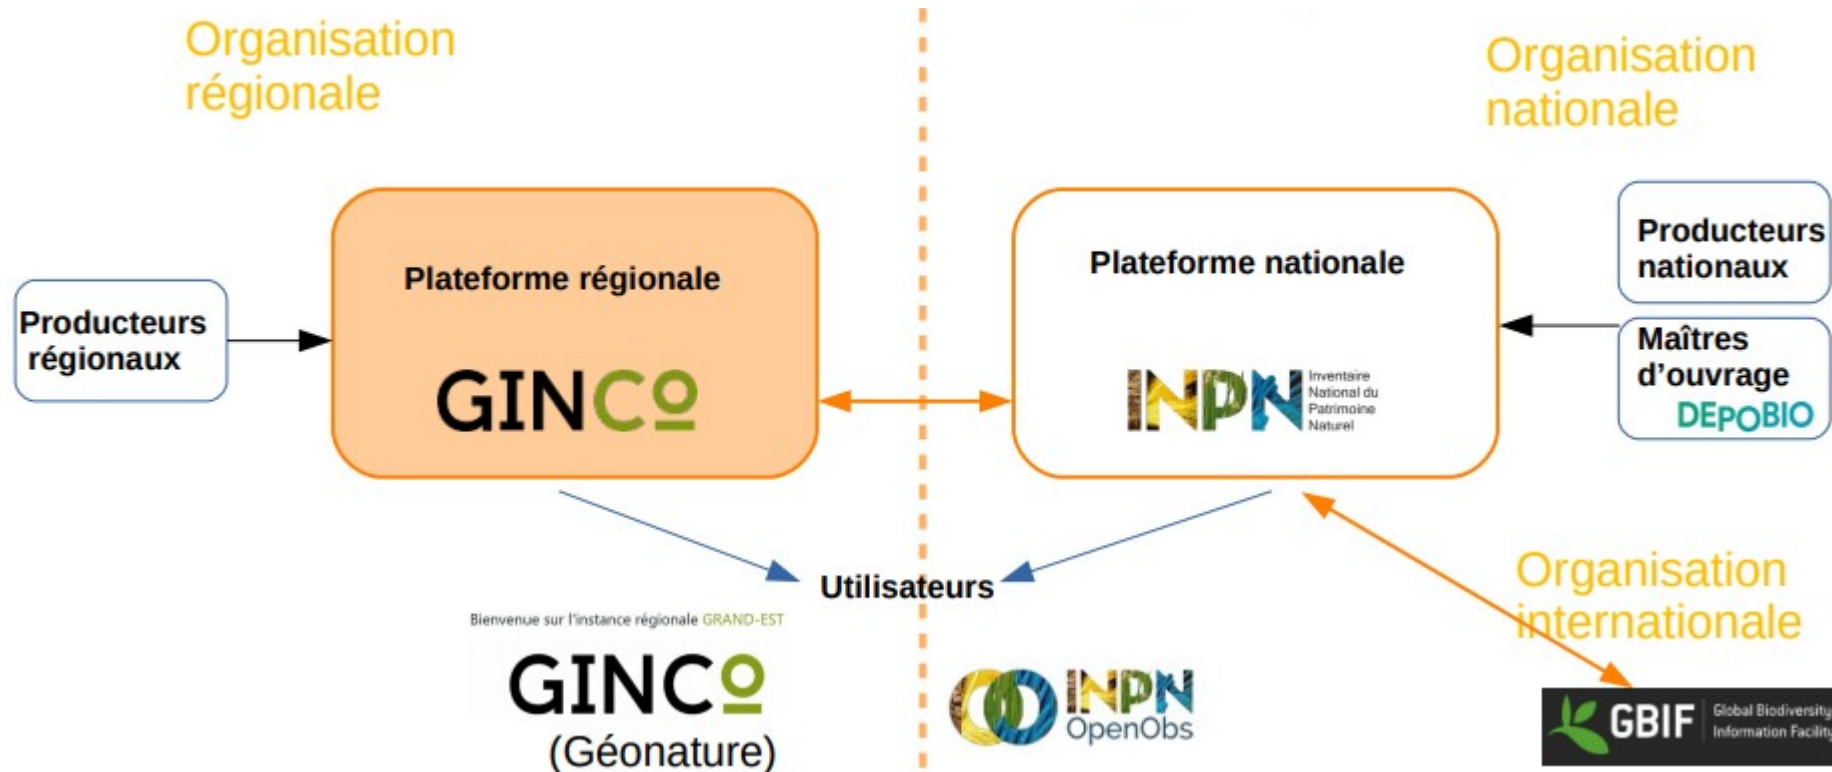 Organisation
régionale
Organisation
nationale
Producteurs
régionaux
Plateforme régionale
GINCo
Plateforme nationale
INPN
Inventaire
National du
Patrimoine
Naturel
Producteurs
nationaux
Maîtres
d'ouvrage
DEPOBIO
Utilisateurs
Bienvenue sur l'instance régionale GRAND-EST
GINCo
(Géonature)
INPN
OpenObs
Organisation
internationale
GBIF
Global Biodiversity
Information Facility